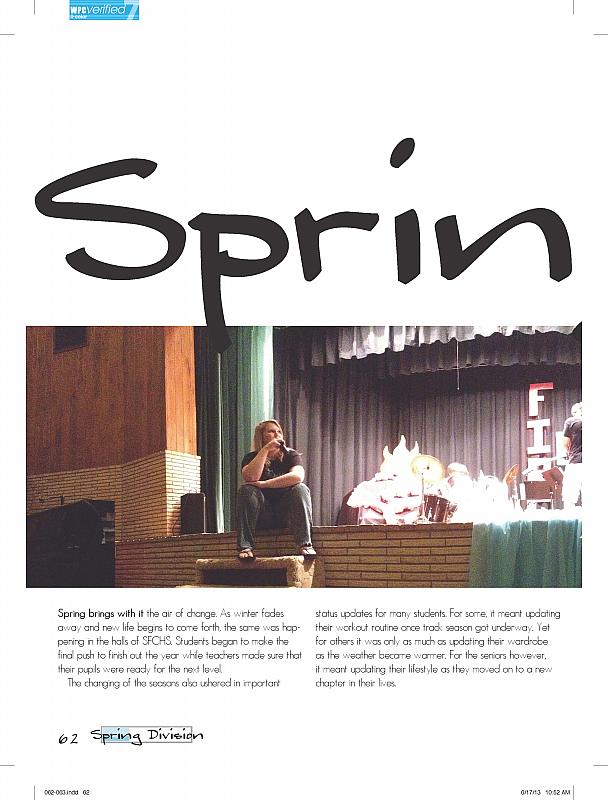 WPC verified 7
4-color
Sprin
FII
Spring brings with it the air of change. As winter fades
away and new life begins to come forth, the same was hap-
pening in the halls of SFCHS. Students began to make the
final push to finish out the year while teachers made sure that
their pupils were ready for the next level.
The changing of the seasons also ushered in important
status updates for many students. For some, it meant updating
their workout routine once track season got underway. Yet
for others it was only as much as updating their wardrobe
as the weather became warmer. For the seniors however,
it meant updating their lifestyle as they moved on to a new
chapter in their lives.
62 Spring Division
062-063.indd 62
6/17/13 10:52 AM